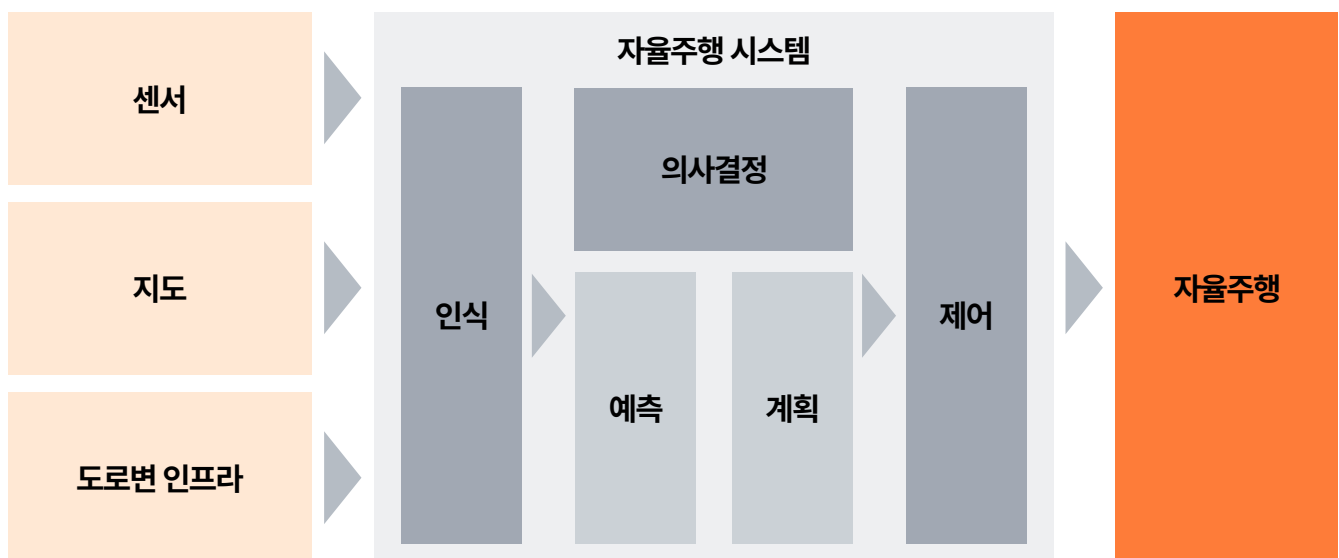 센서
지도
도로변 인프라
자율주행 시스템
인식
의사결정
예측
계획
제어
자율주행